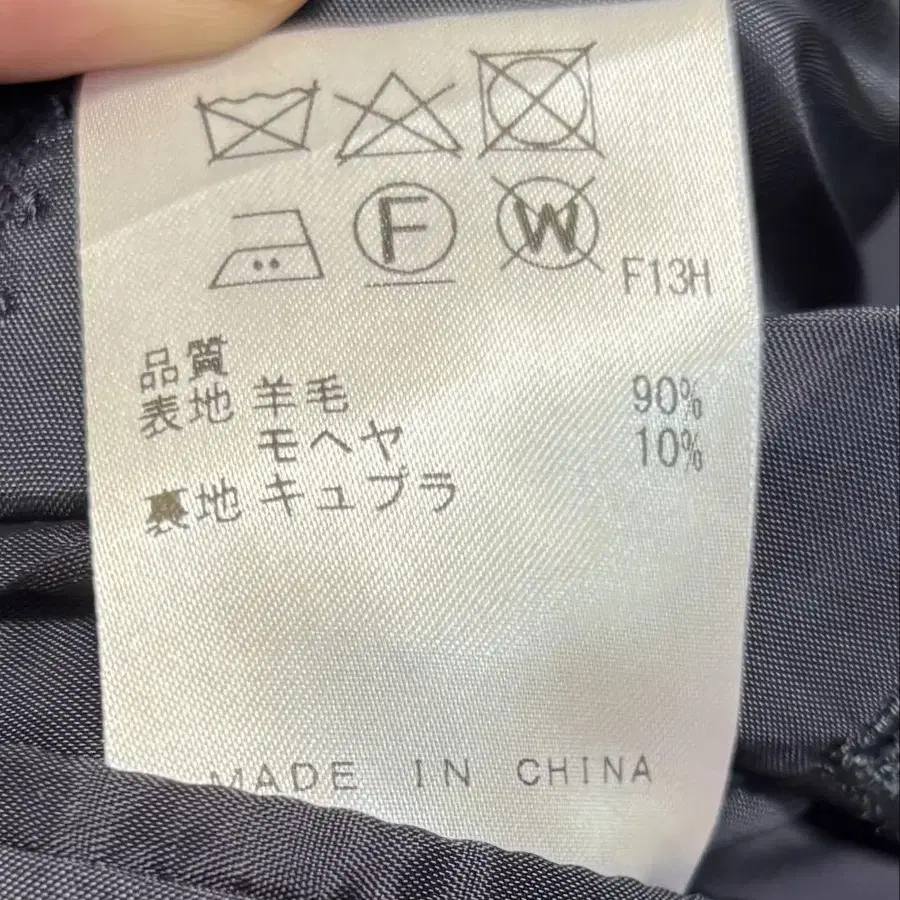 F W
F13H
品質
表地 羊毛 90%
モヘヤ 10%
裏地 キュプラ
MADE IN CHINA